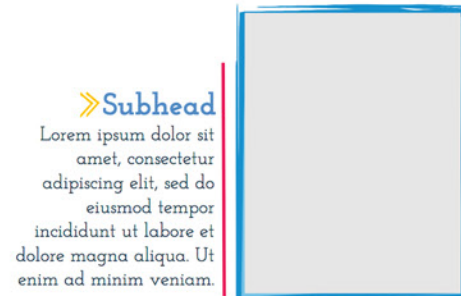 Subhead
Lorem ipsum dolor sit
amet, consectetur
adipiscing elit, sed do
eiusmod tempor
incididunt ut labore et
dolore magna aliqua. Ut
enim ad minim veniam.